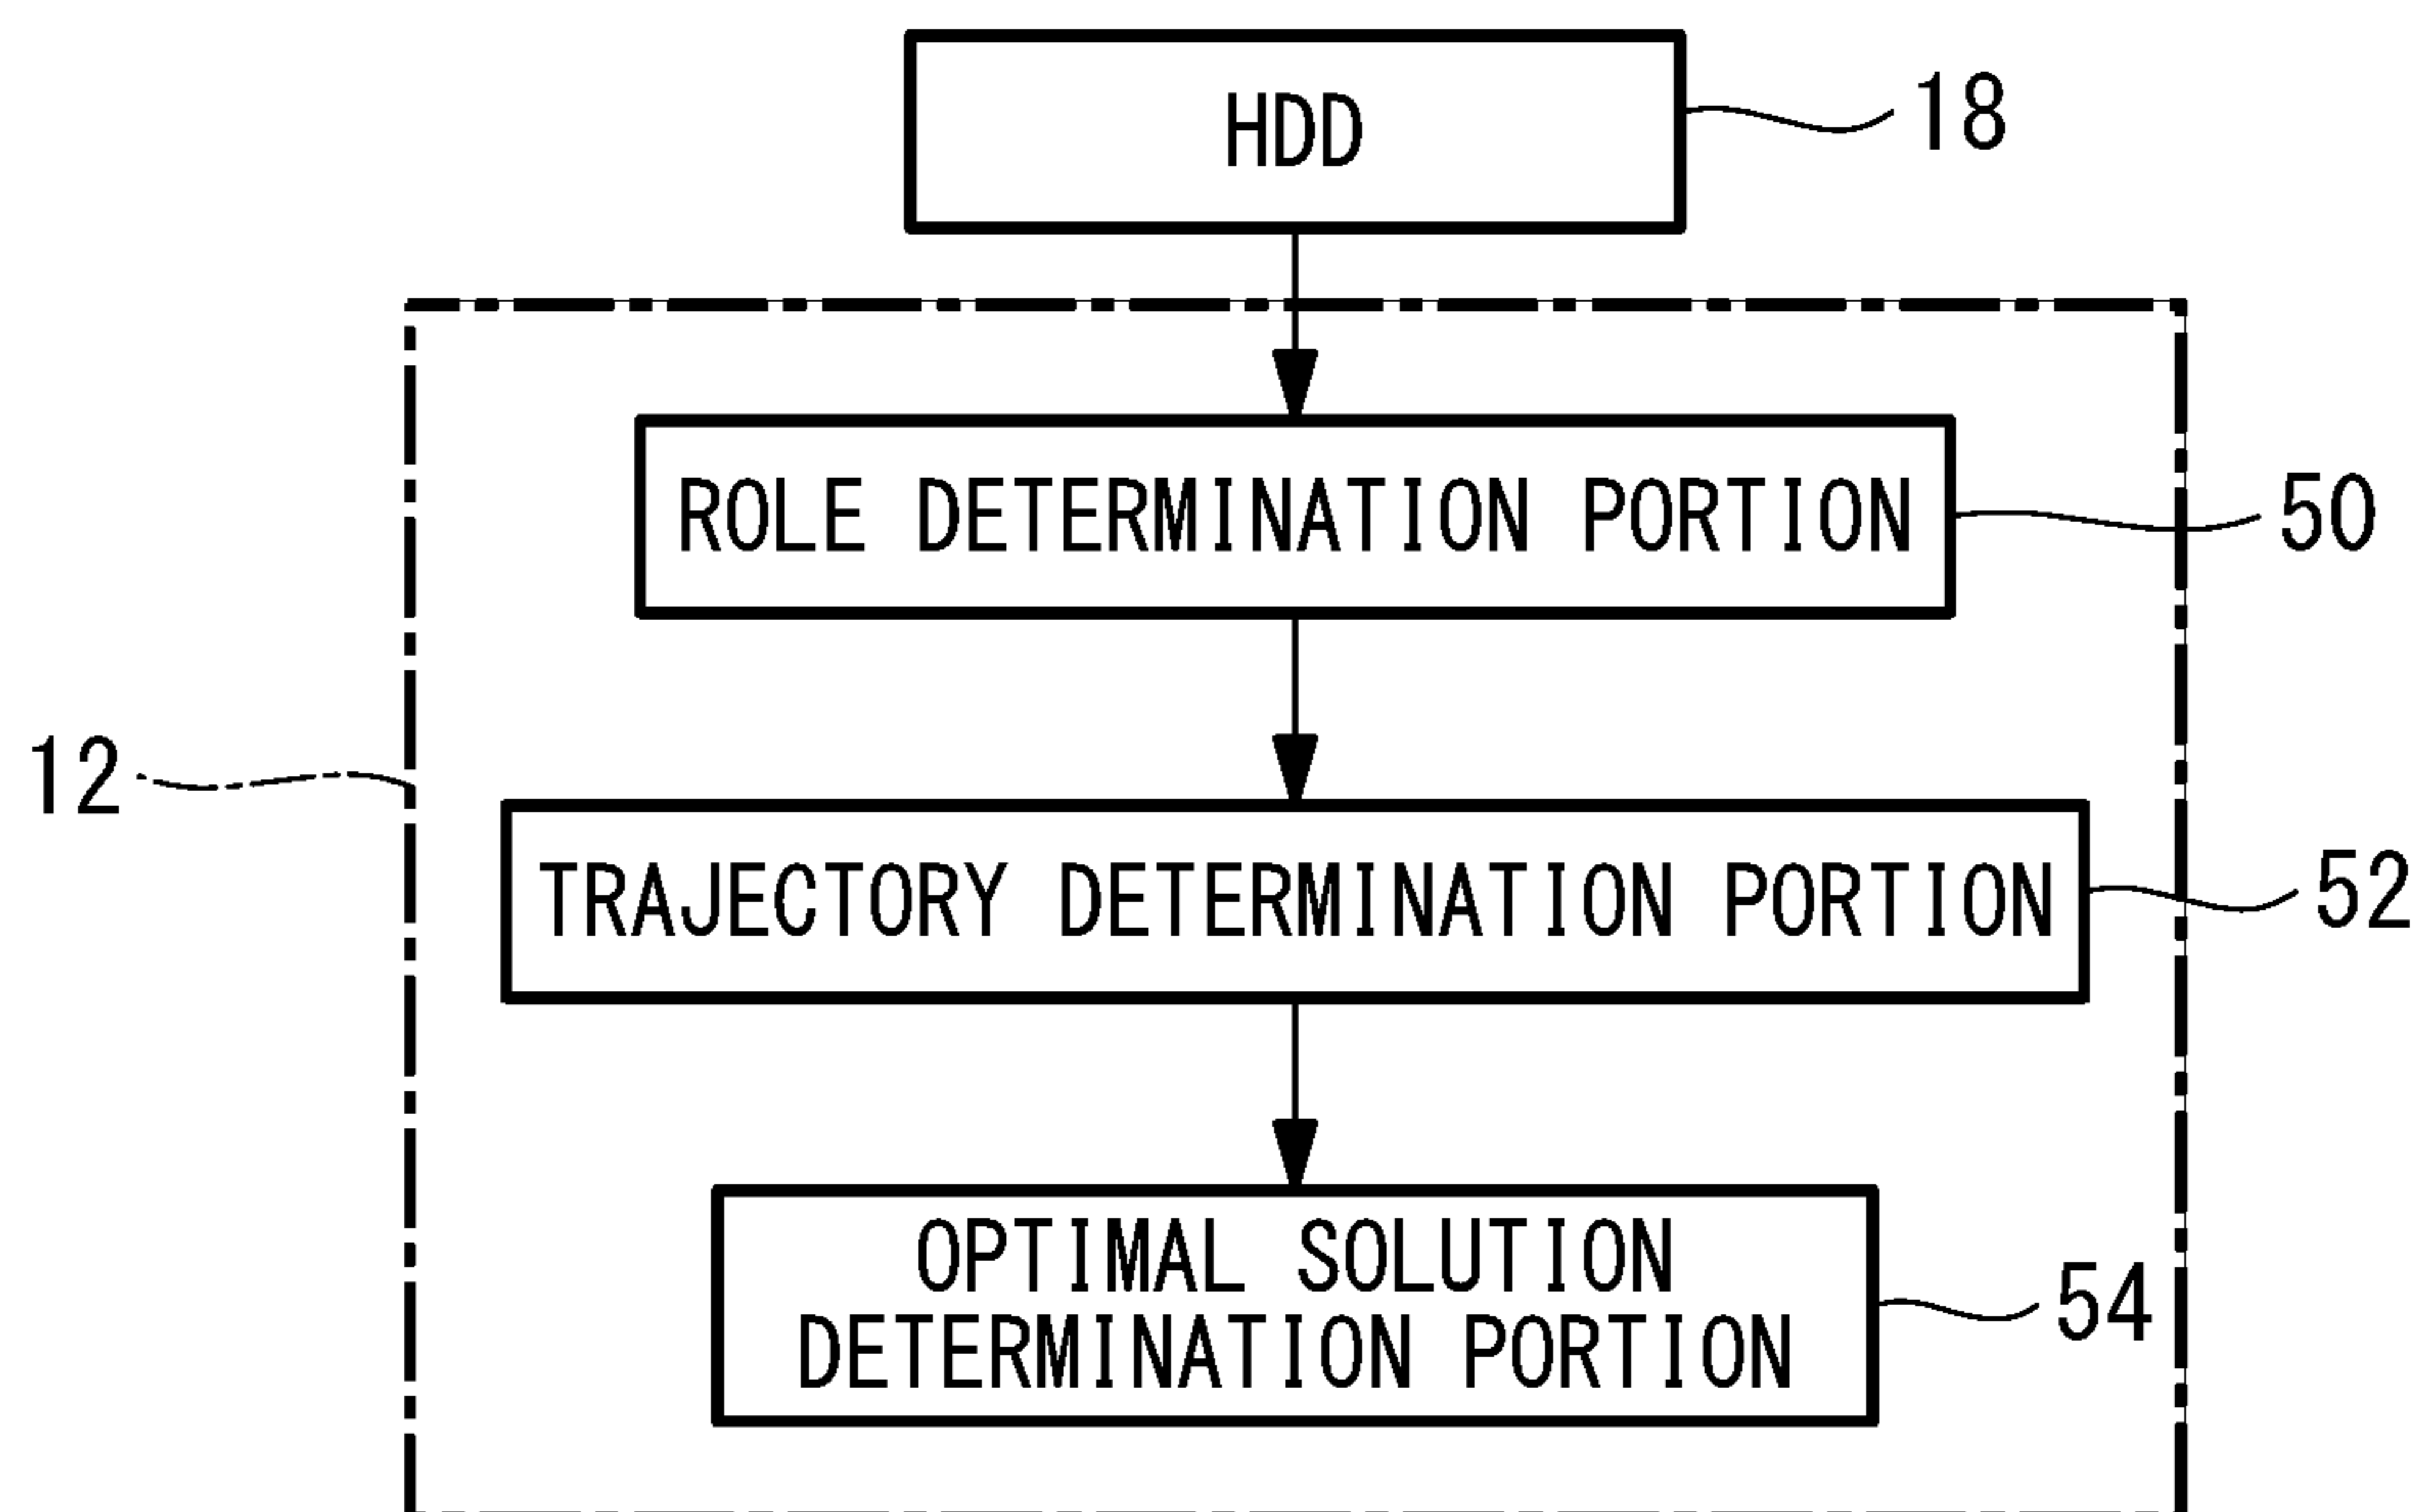 HDD
18
ROLE DETERMINATION PORTION
50
12
TRAJECTORY DETERMINATION PORTION
52
OPTIMAL SOLUTION
DETERMINATION PORTION
54